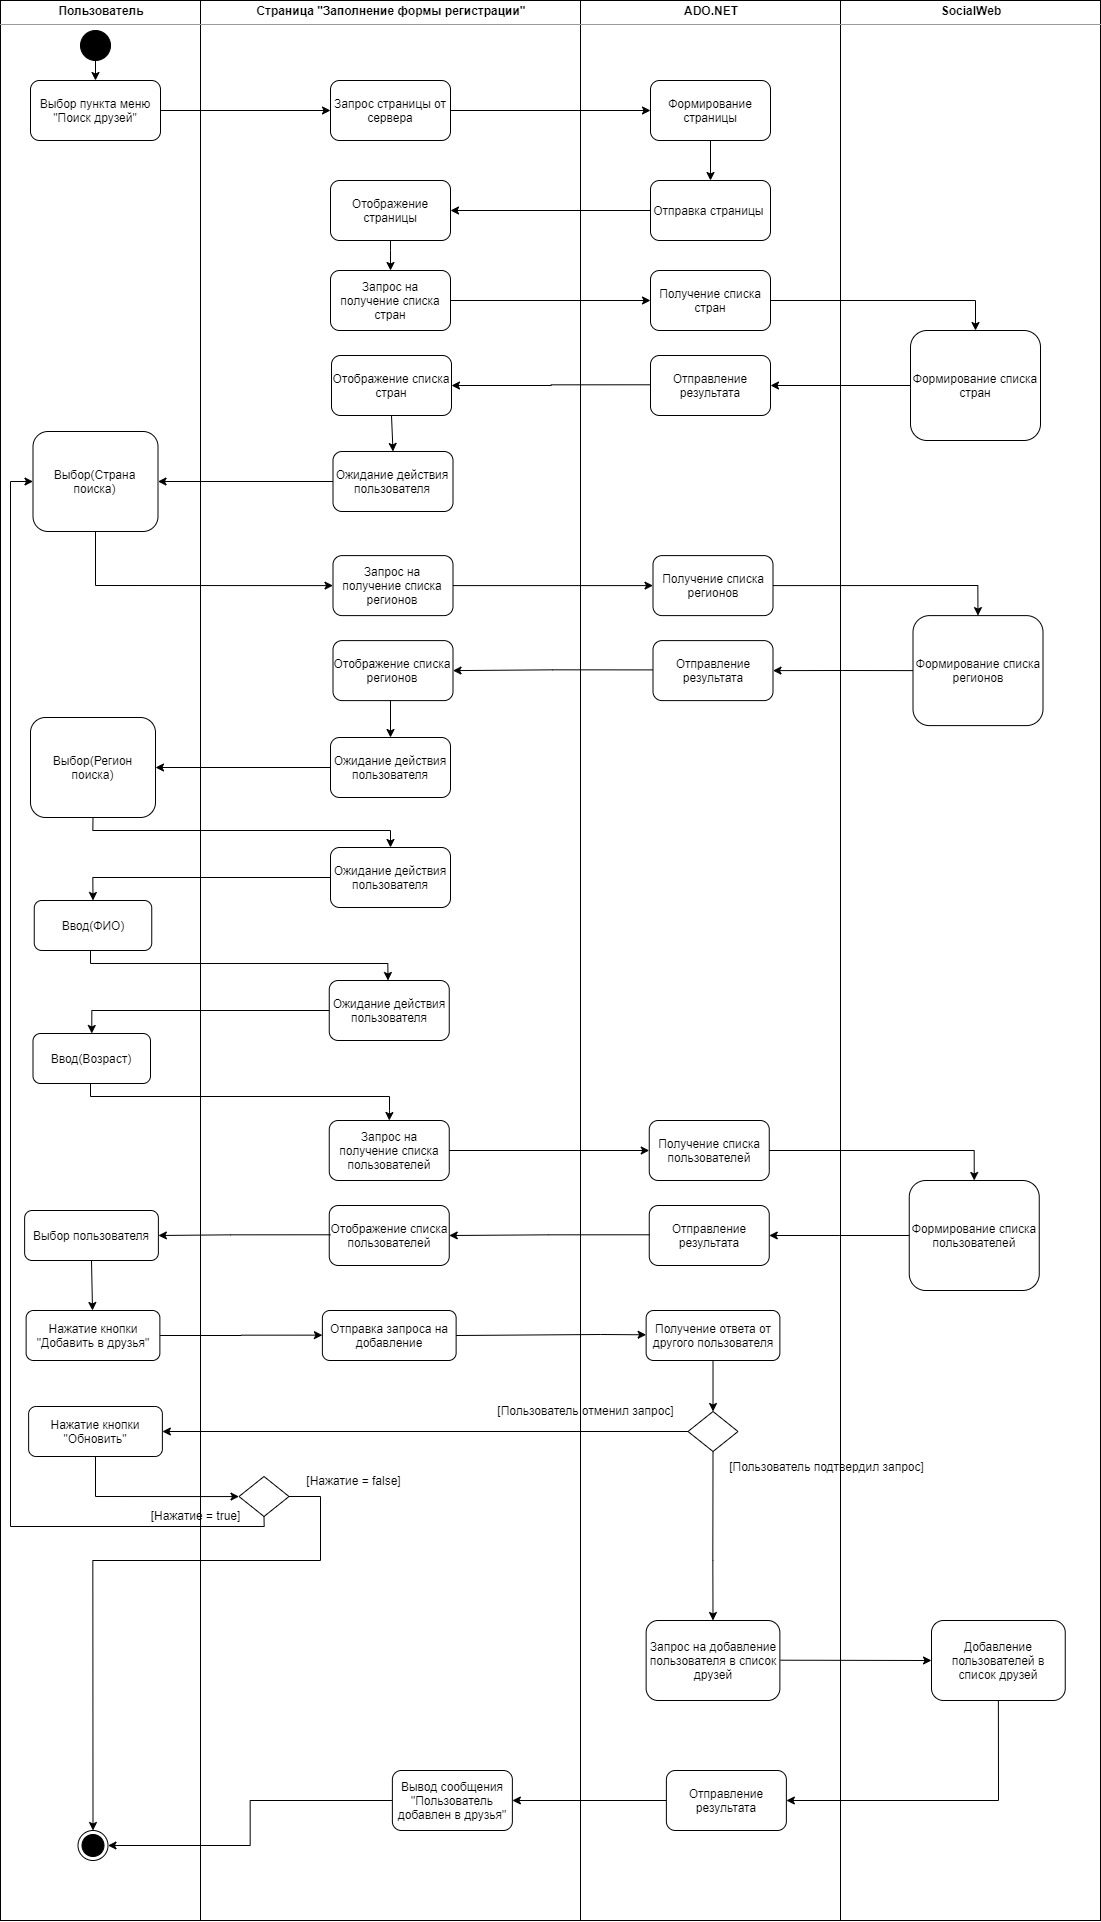 Пользователь
Страница "Заполнение формы регистрации"
ADO.NET
SocialWeb
Выбор пункта меню
"Поиск друзей"
Запрос страницы от
сервера
Формирование
страницы
Отображение
страницы
Отправка страницы
Запрос на
получение списка
стран
Получение списка
стран
Отображение списка
стран
Отправление
результата
Формирование списка
стран
Выбор(Страна
поиска)
Ожидание действия
пользователя
Запрос на
получение списка
регионов
Получение списка
регионов
Отображение списка
регионов
Отправление
результата
Формирование списка
регионов
Выбор(Регион
поиска)
Ожидание действия
пользователя
Ожидание действия
пользователя
Ввод(ФИО)
Ожидание действия
пользователя
Ввод(Возраст)
Запрос на
получение списка
пользователей
Получение списка
пользователей
Выбор пользователя
Отображение списка
пользователей
Отправление
результата
Формирование списка
пользователей
Нажатие кнопки
"Добавить в друзья"
Отправка запроса на
добавление
Получение ответа от
другого пользователя
[Пользователь отменил запрос]
Нажатие кнопки
"Обновить"
[Пользователь подтвердил запрос]
[Нажатие = false]
[Нажатие = true]
Запрос на добавление
пользователя в список
друзей
Добавление
пользователей в
список друзей
Вывод сообщения
"Пользователь
добавлен в друзья"
Отправление
результата